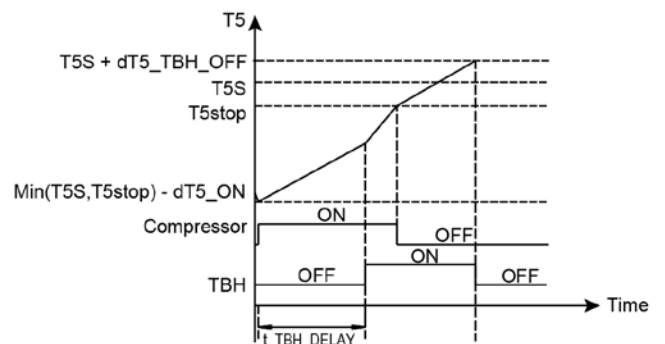 T5
T5S + dT5_TBH_OFF
T5S
T5stop
Min(T5S,T5stop) - dT5_ON
Compressor
ON
OFF
ON
TBH
OFF
OFF
Time
t_TBH_DELAY